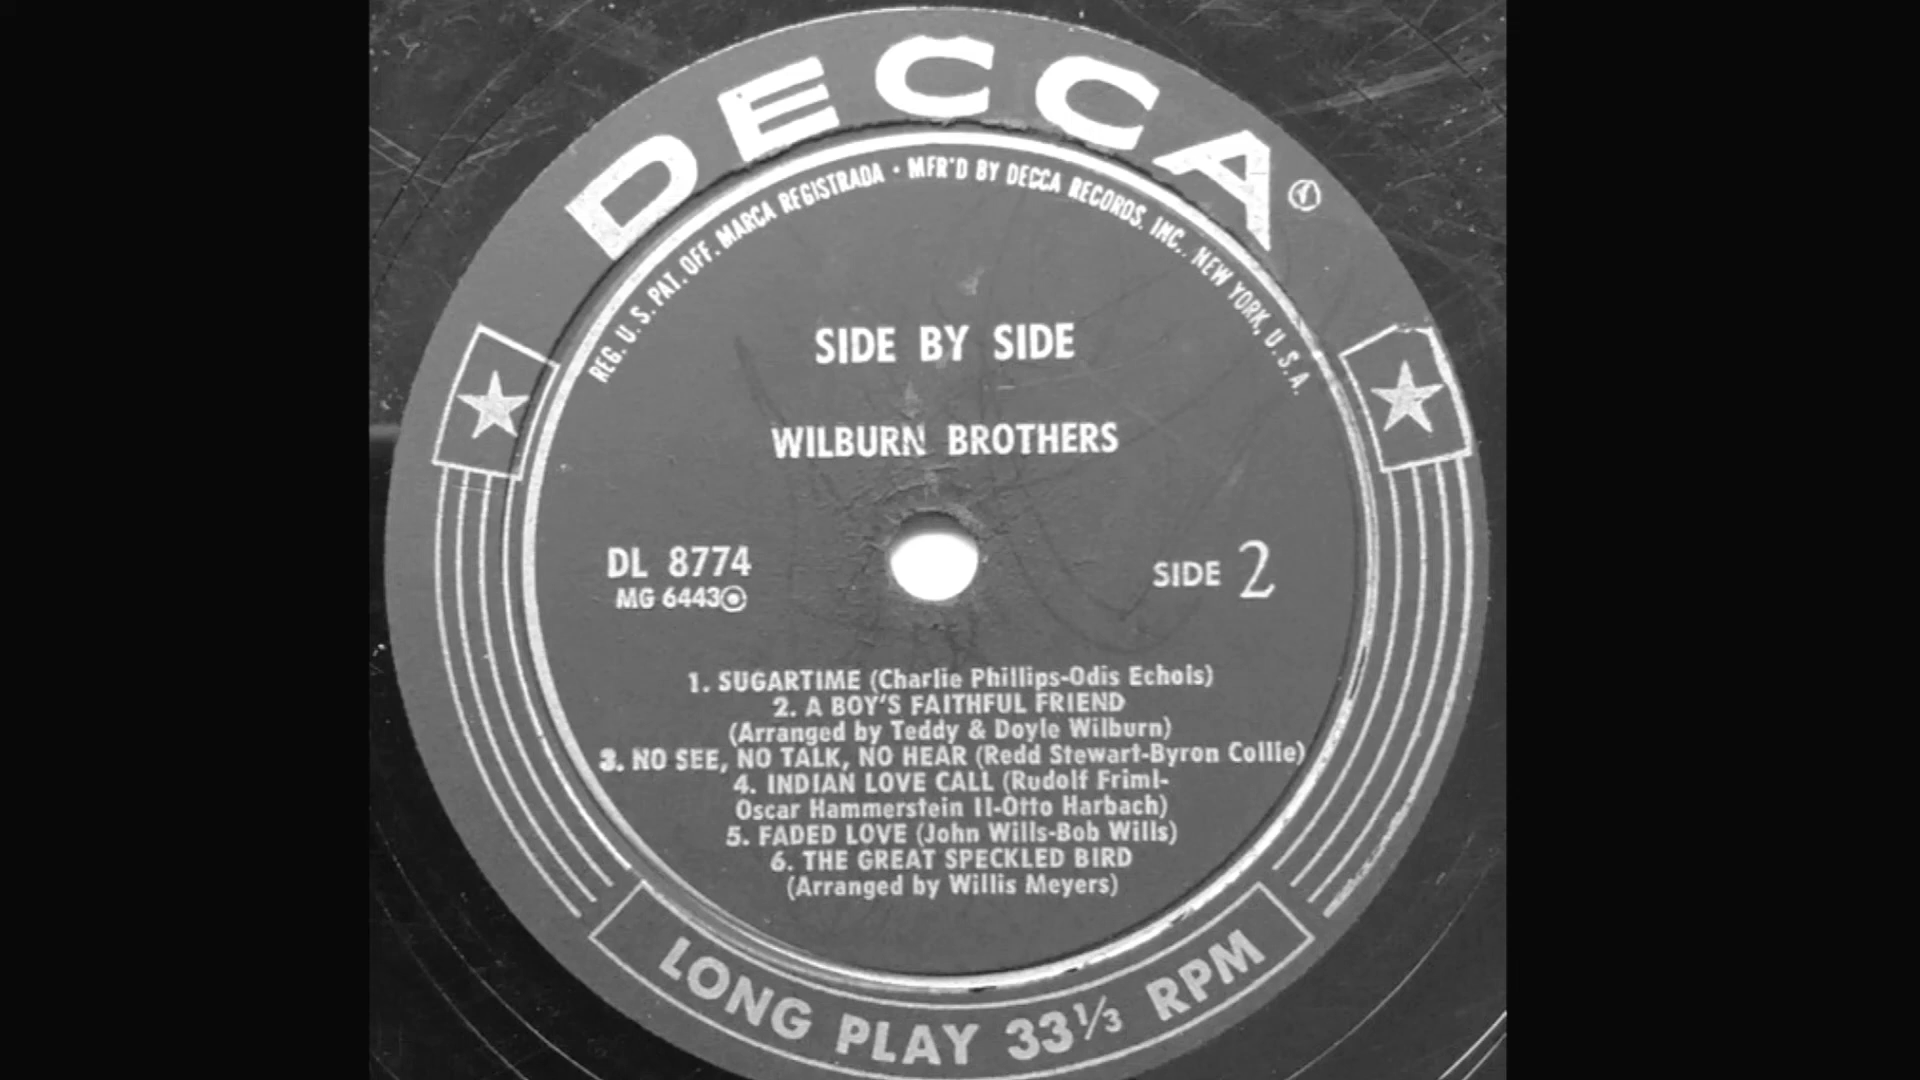 DECCA®
REG. U.S. PAT. OFF. MARCA REGISTRADA • MFR'D BY DECCA RECORDS, INC., NEW YORK, U.S.A.
SIDE BY SIDE
WILBURN BROTHERS
DL 8774
MG 6443
SIDE 2
1. SUGARTIME (Charlie Phillips-Odis Echols)
2. A BOY'S FAITHFUL FRIEND
(Arranged by Teddy & Doyle Wilburn)
3. NO SEE, NO TALK, NO HEAR (Redd Stewart-Byron Collie)
4. INDIAN LOVE CALL (Rudolf Friml-
Oscar Hammerstein II-Otto Harbach)
5. FADED LOVE (John Wills-Bob Wills)
6. THE GREAT SPECKLED BIRD
(Arranged by Willis Meyers)
LONG PLAY 33⅓ RPM